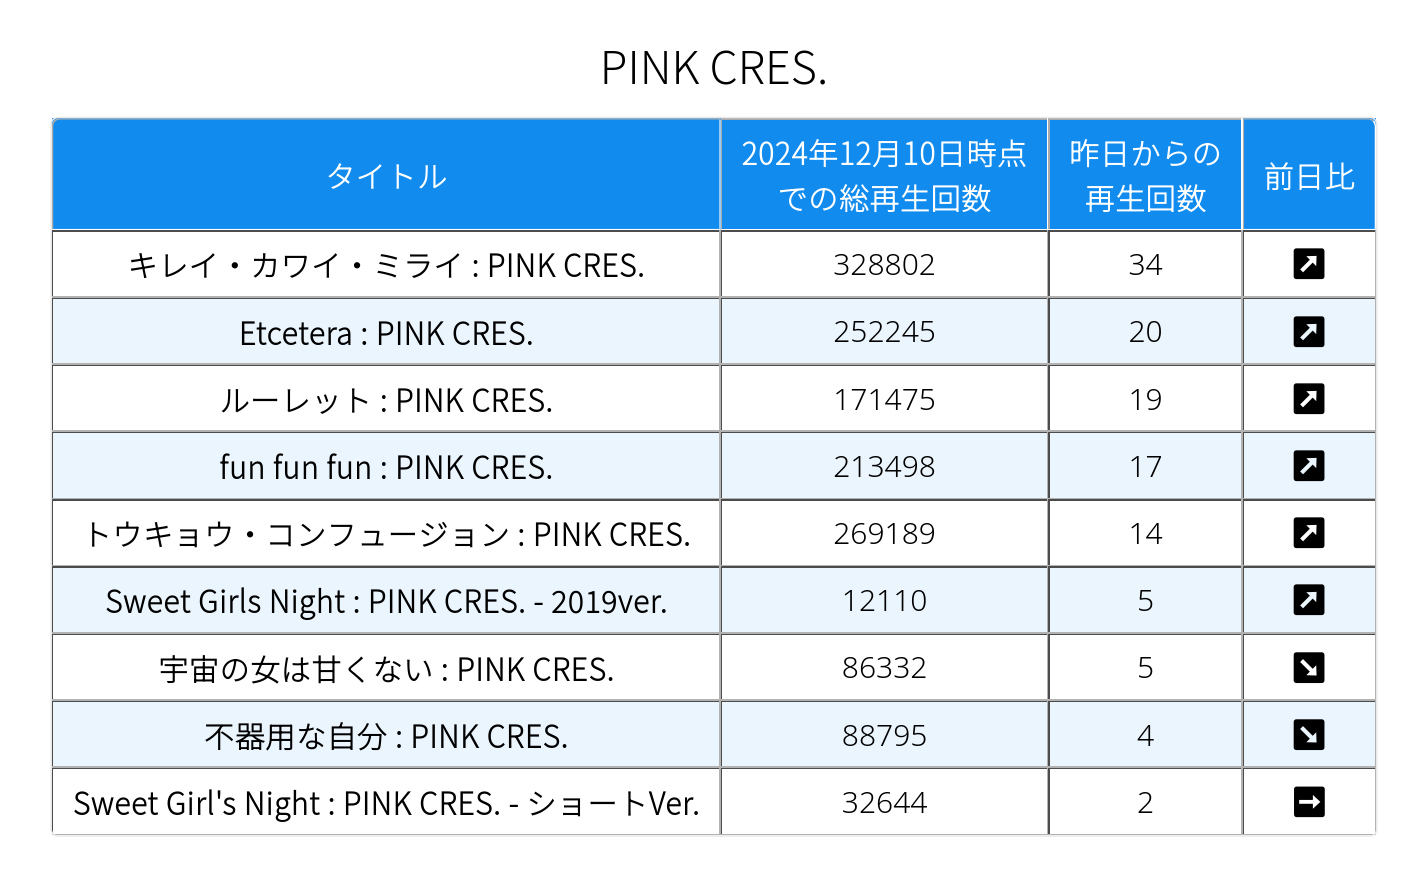 PINK CRES.
タイトル
2024年12月10日時点
での総再生回数
昨日からの
再生回数
前日比
キレイ・カワイ・ミライ : PINK CRES. 328802 34
Etcetera : PINK CRES. 252245 20
ルーレット : PINK CRES. 171475 19
fun fun fun : PINK CRES. 213498 17
トウキョウ・コンフュージョン : PINK CRES. 269189 14
Sweet Girls Night : PINK CRES. - 2019ver. 12110 5
宇宙の女は甘くない : PINK CRES. 86332 5
不器用な自分 : PINK CRES. 88795 4
Sweet Girl's Night : PINK CRES. - ショートVer. 32644 2